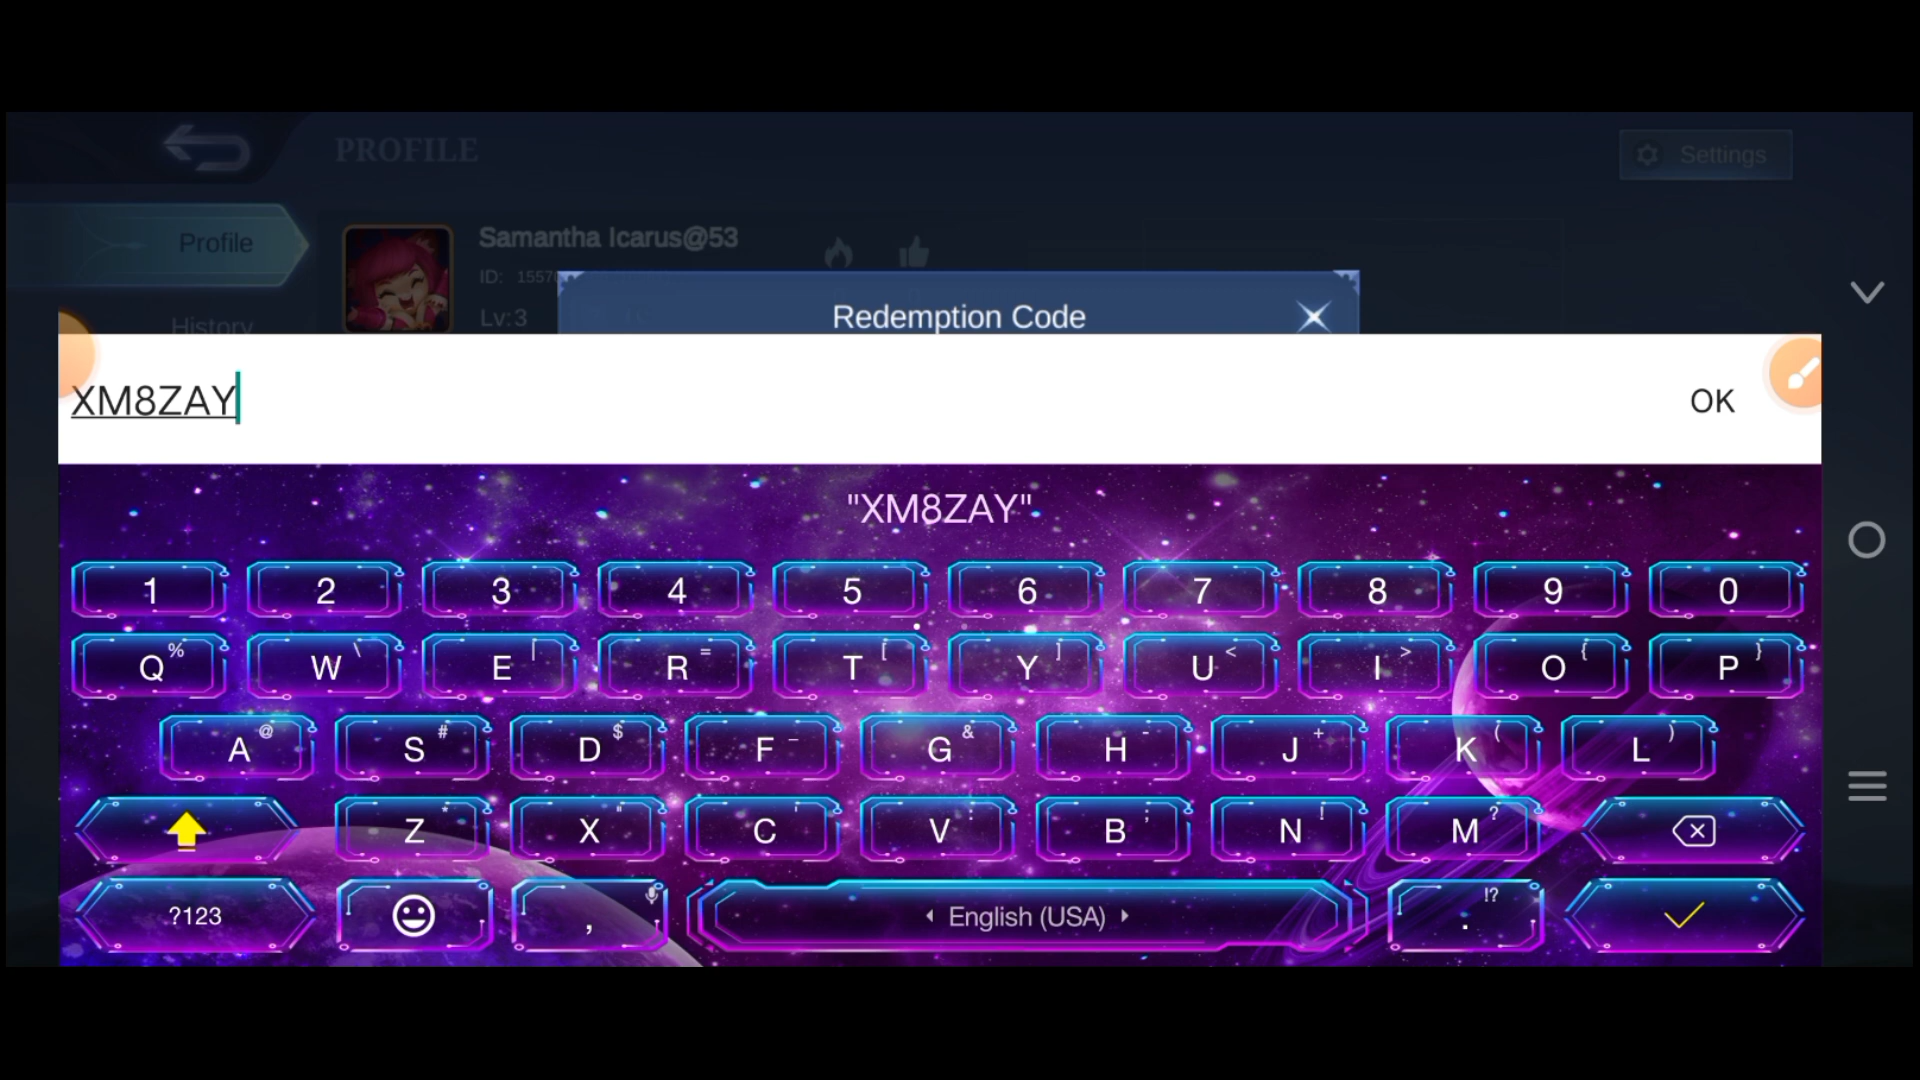 PROFILE
Settings
Profile
Samantha Icarus@53
ID: 1557
History
Lv:3
Redemption Code
XM8ZAY
OK
"XM8ZAY"
1 2 3 4 5 6 7 8 9 0
Q % W \ E | R = T [ Y ] U < I > O { P }
A @ S # D $ F _ G & H - J + K ( L )
Z * X " C ' V : B ; N ! M ?
?123 , English (USA) . !?